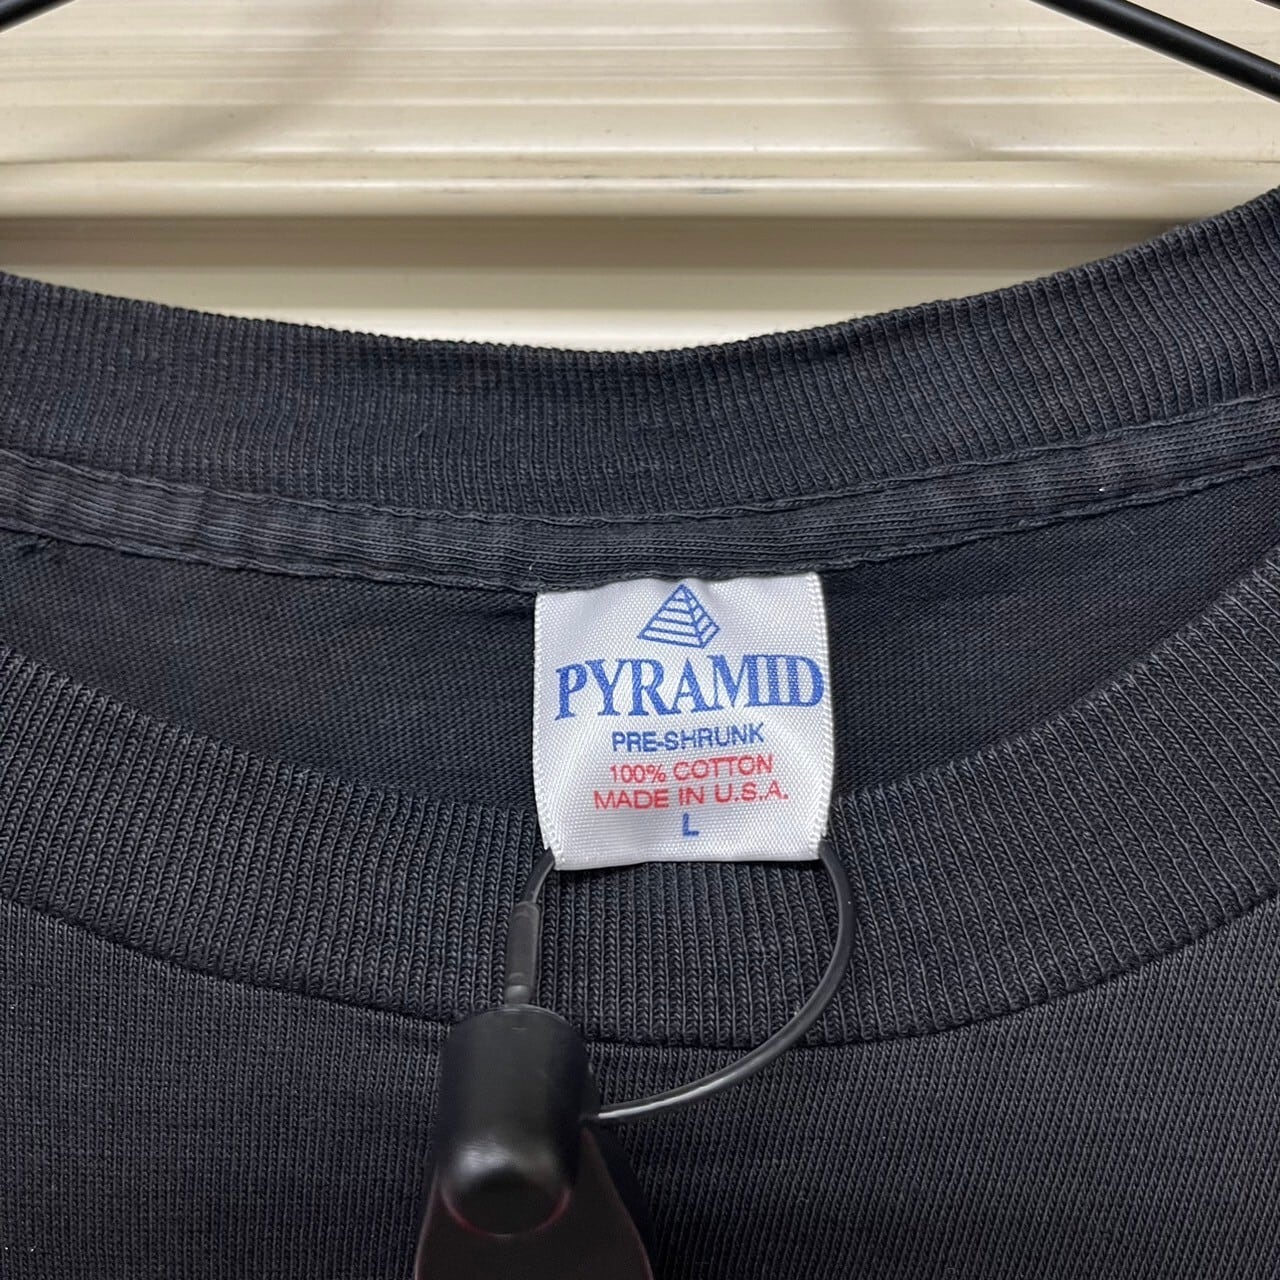 PYRAMID
PRE-SHRUNK
100% COTTON
MADE IN U.S.A.
L